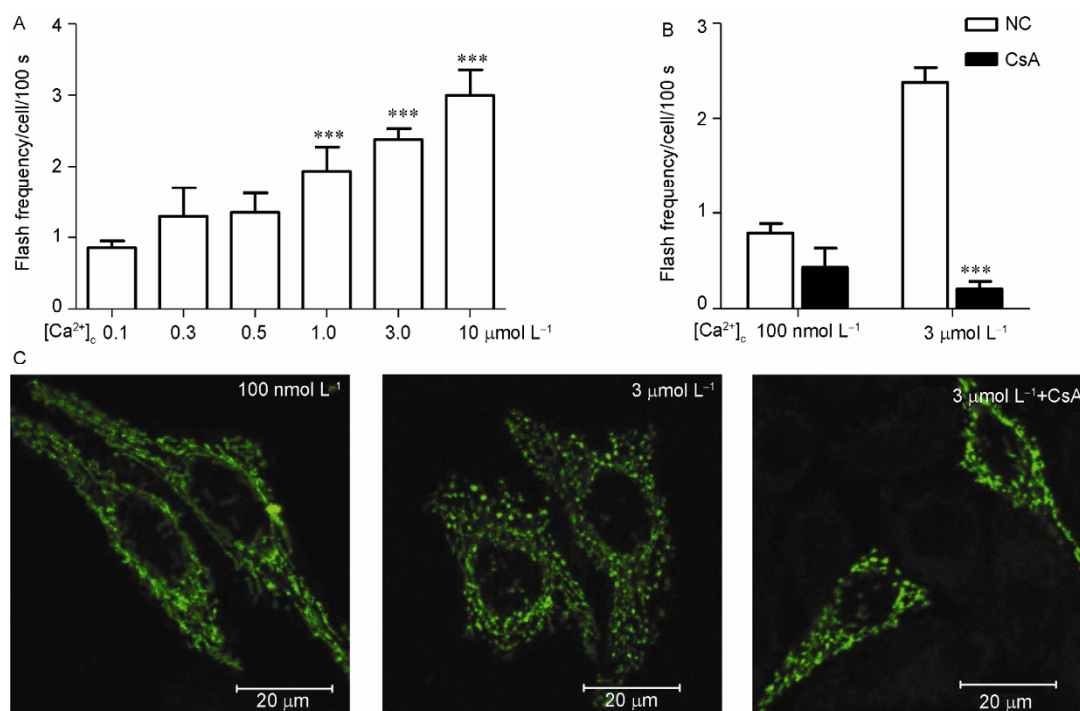 A
Flash frequency/cell/100 s
4
3
2
1
0
***
***
***
[Ca²⁺]c 0.1 0.3 0.5 1.0 3.0 10 μmol L⁻¹
B
Flash frequency/cell/100 s
3
2
1
0
NC
CsA
***
[Ca²⁺]c 100 nmol L⁻¹ 3 μmol L⁻¹
C
100 nmol L⁻¹
20 μm
3 μmol L⁻¹
20 μm
3 μmol L⁻¹+CsA
20 μm